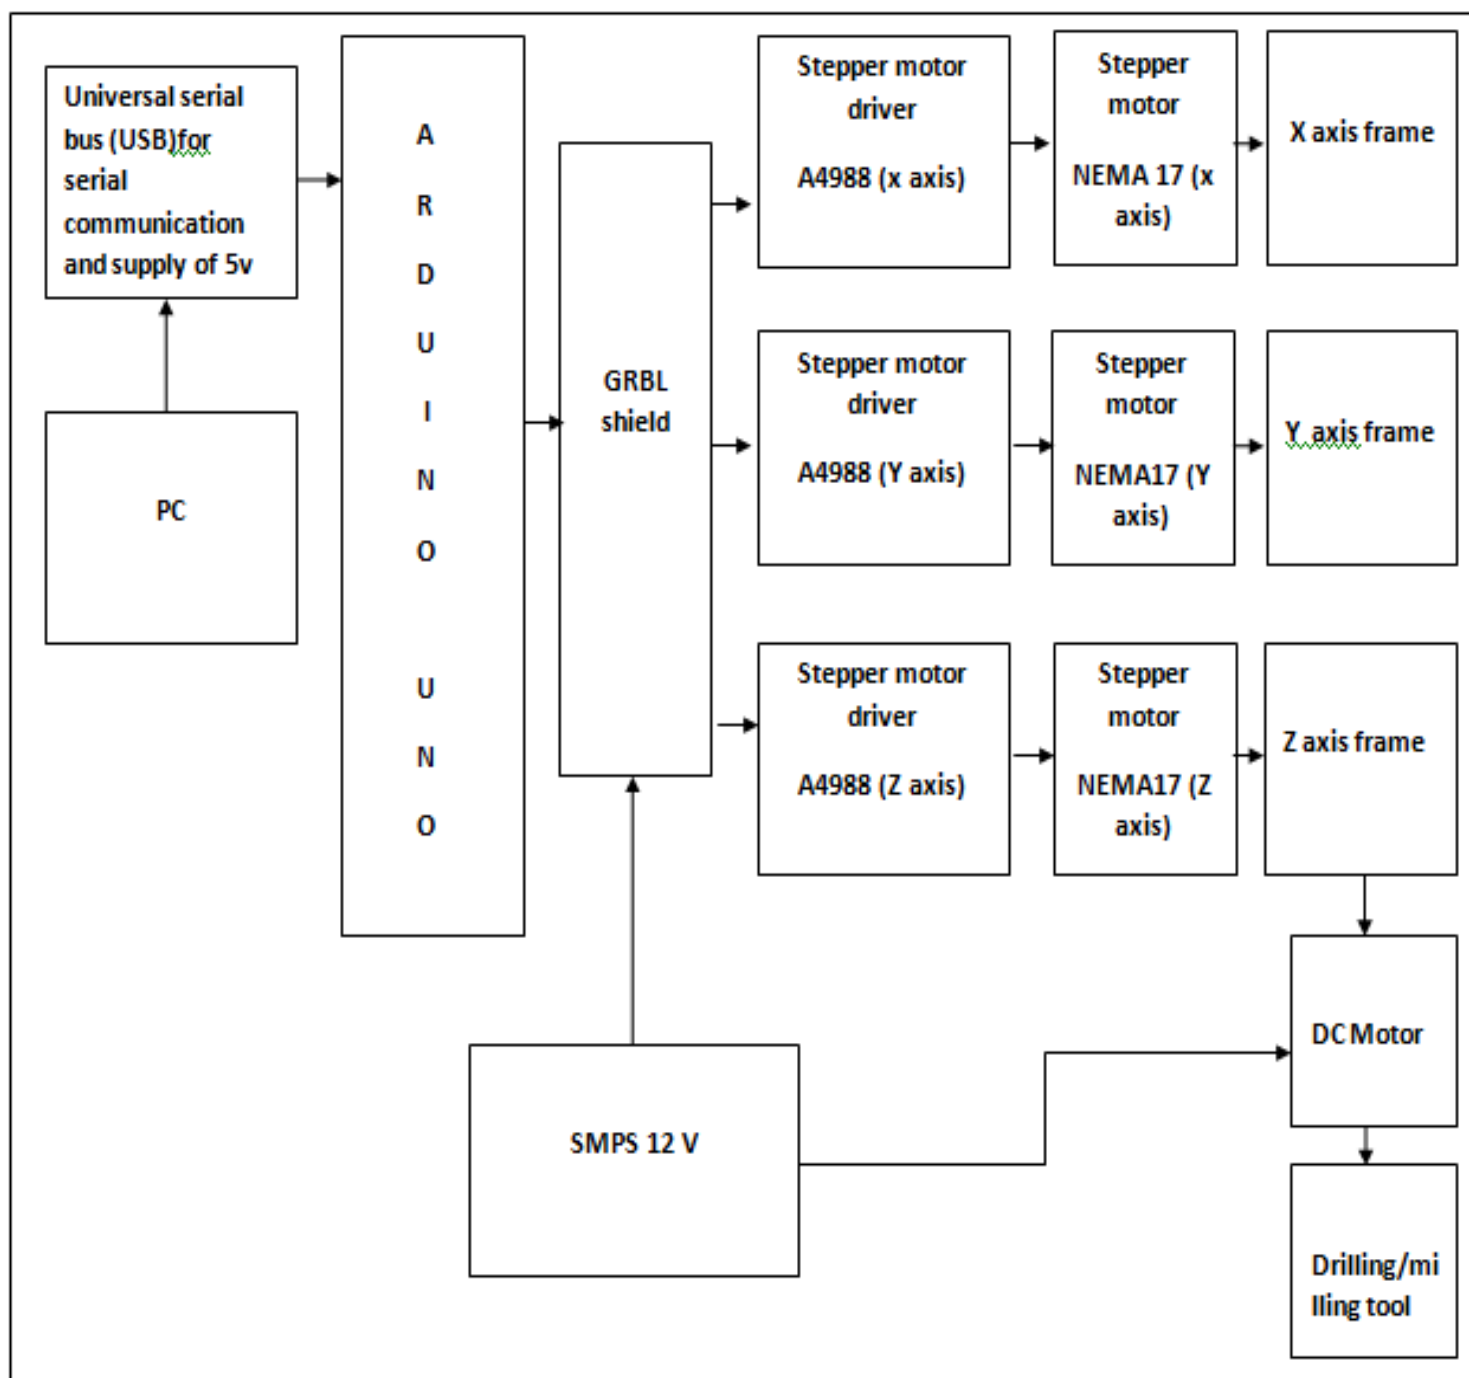 Universal serial
bus (USB)for
serial
communication
and supply of 5v
PC
A
R
D
U
I
N
O
U
N
O
GRBL
shield
SMPS 12 V
Stepper motor
driver
A4988 (x axis)
Stepper
motor
NEMA 17 (x
axis)
X axis frame
Stepper motor
driver
A4988 (Y axis)
Stepper
motor
NEMA17 (Y
axis)
Y axis frame
Stepper motor
driver
A4988 (Z axis)
Stepper
motor
NEMA17 (Z
axis)
Z axis frame
DC Motor
Drilling/mi
lling tool